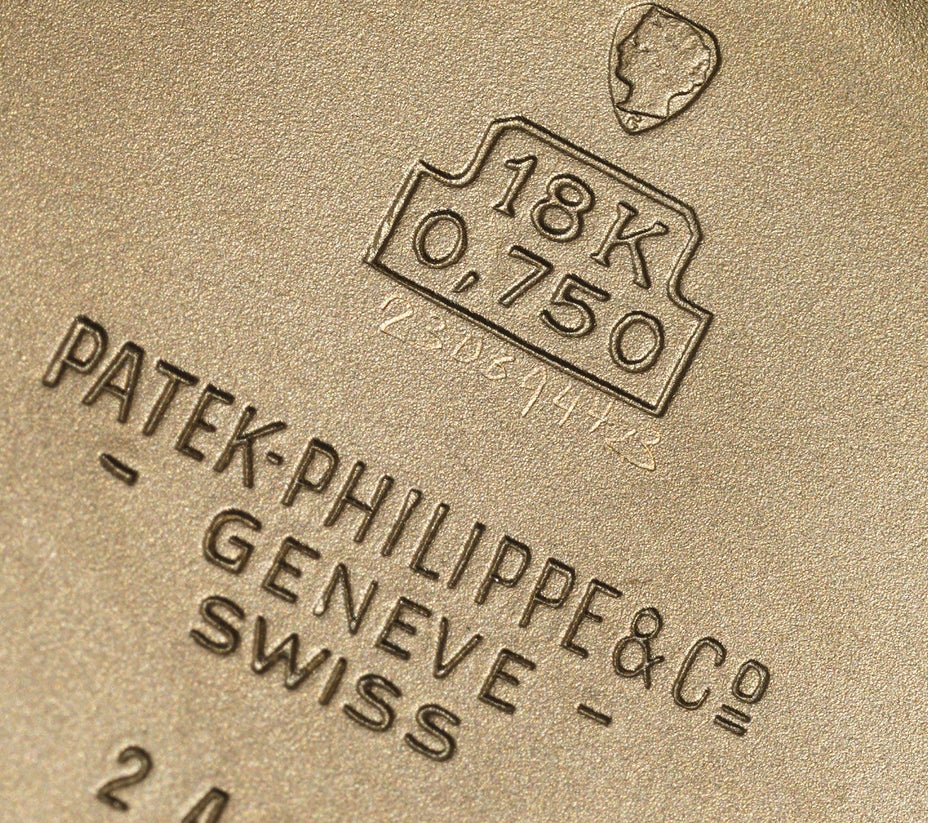 18K
0,750
PATEK-PHILIPPE & Cº
- GENEVE -
SWISS
2